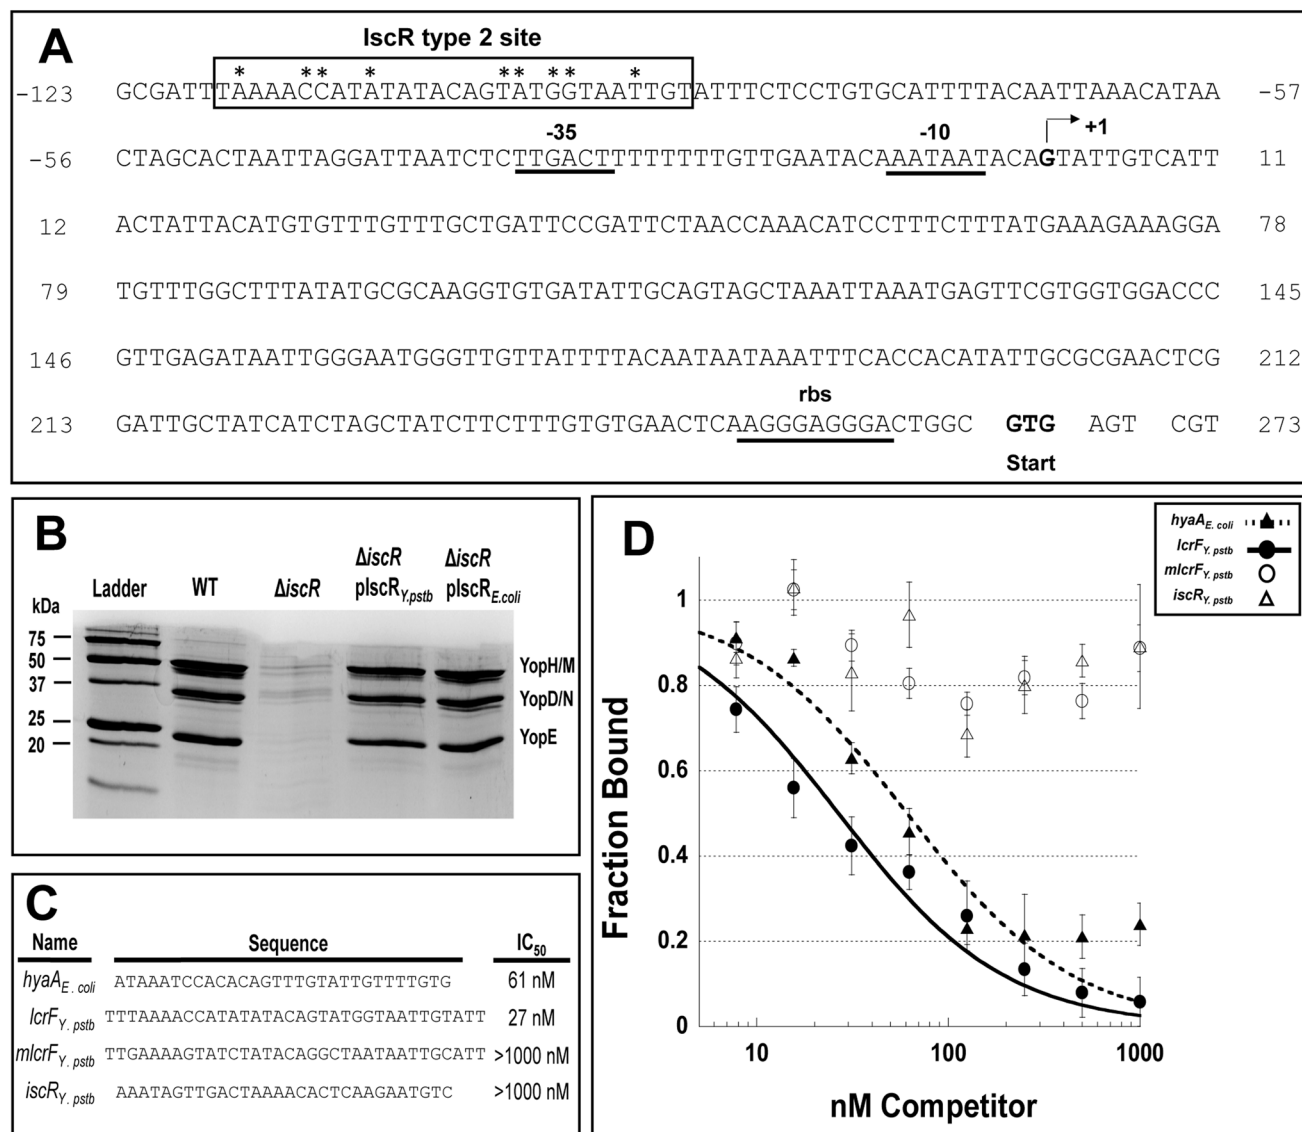 A
IscR type 2 site
* ** * ** ** *
-123 GCGATTTAAAACCATATATACAGTATGGTAATTGTATTTCTCCTGTGCATTTTACAATTAAACATAA -57
-35 -10 +1
-56 CTAGCACTAATTAGGATTAATCTCTTGACTTTTTTTTGTTGAATACAAATAATACAGTATTGTCATT 11
12 ACTATTACATGTGTTTGTTTGCTGATTCCGATTCTAACCAAACATCCTTTCTTTATGAAAGAAAGGA 78
79 TGTTTGGCTTTATATGCGCAAGGTGTGATATTGCAGTAGCTAAATTAAATGAGTTCGTGGTGGACCC 145
146 GTTGAGATAATTGGGAATGGGTTGTTATTTTACAATAATAAATTTCACCACATATTGCGCGAACTCG 212
rbs
213 GATTGCTATCATCTAGCTATCTTCTTTGTGTGAACTCAAGGGAGGGACTGGC GTG AGT CGT 273
Start
B
Ladder WT ΔiscR ΔiscR pIscRY.pstb ΔiscR pIscRE.coli
kDa
75
50
37
25
20
YopH/M
YopD/N
YopE
C
Name Sequence IC50
hyaAE. coli ATAAATCCACACAGTTTGTATTGTTTTGTG 61 nM
lcrFY. pstb TTTAAAACCATATATACAGTATGGTAATTGTATT 27 nM
mlcrFY. pstb TTGAAAAGTATCTATACAGGCTAATAATTGCATT >1000 nM
iscRY. pstb AAATAGTTGACTAAAACACTCAAGAATGTC >1000 nM
D
hyaAE. coli
lcrFY. pstb
mlcrFY. pstb
iscRY. pstb
Fraction Bound
1
0.8
0.6
0.4
0.2
0
10 100 1000
nM Competitor